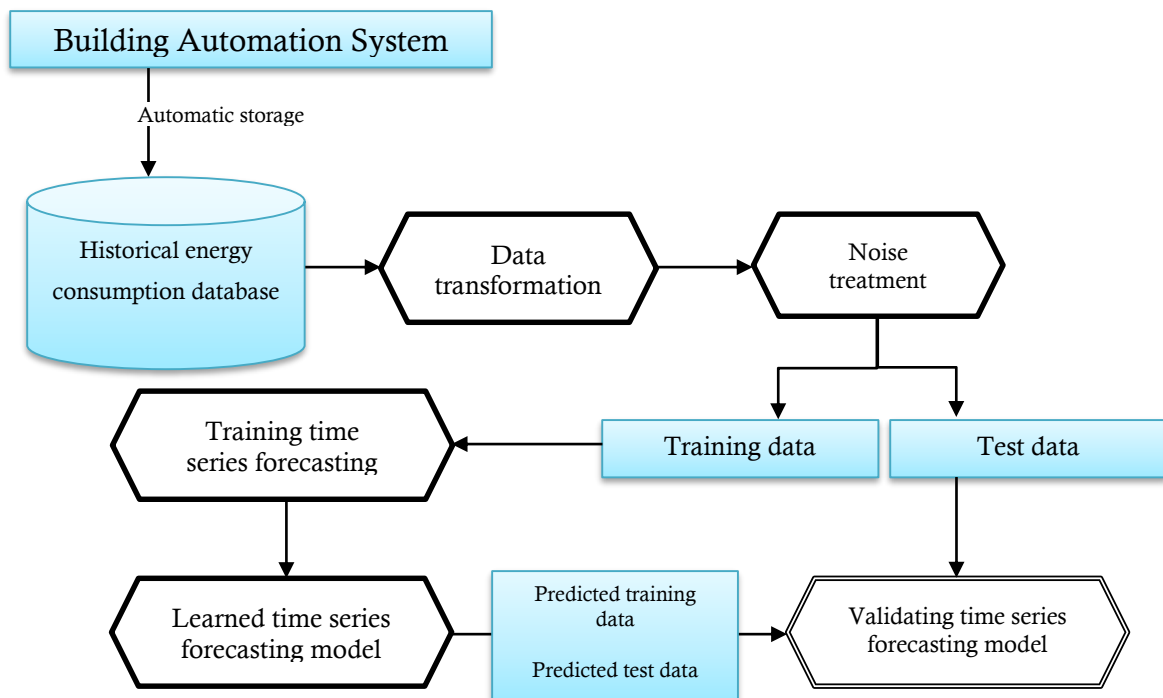 Building Automation System
Automatic storage
Historical energy
consumption database
Data
transformation
Noise
treatment
Training data
Test data
Training time
series forecasting
Learned time series
forecasting model
Predicted training
data
Predicted test data
Validating time series
forecasting model